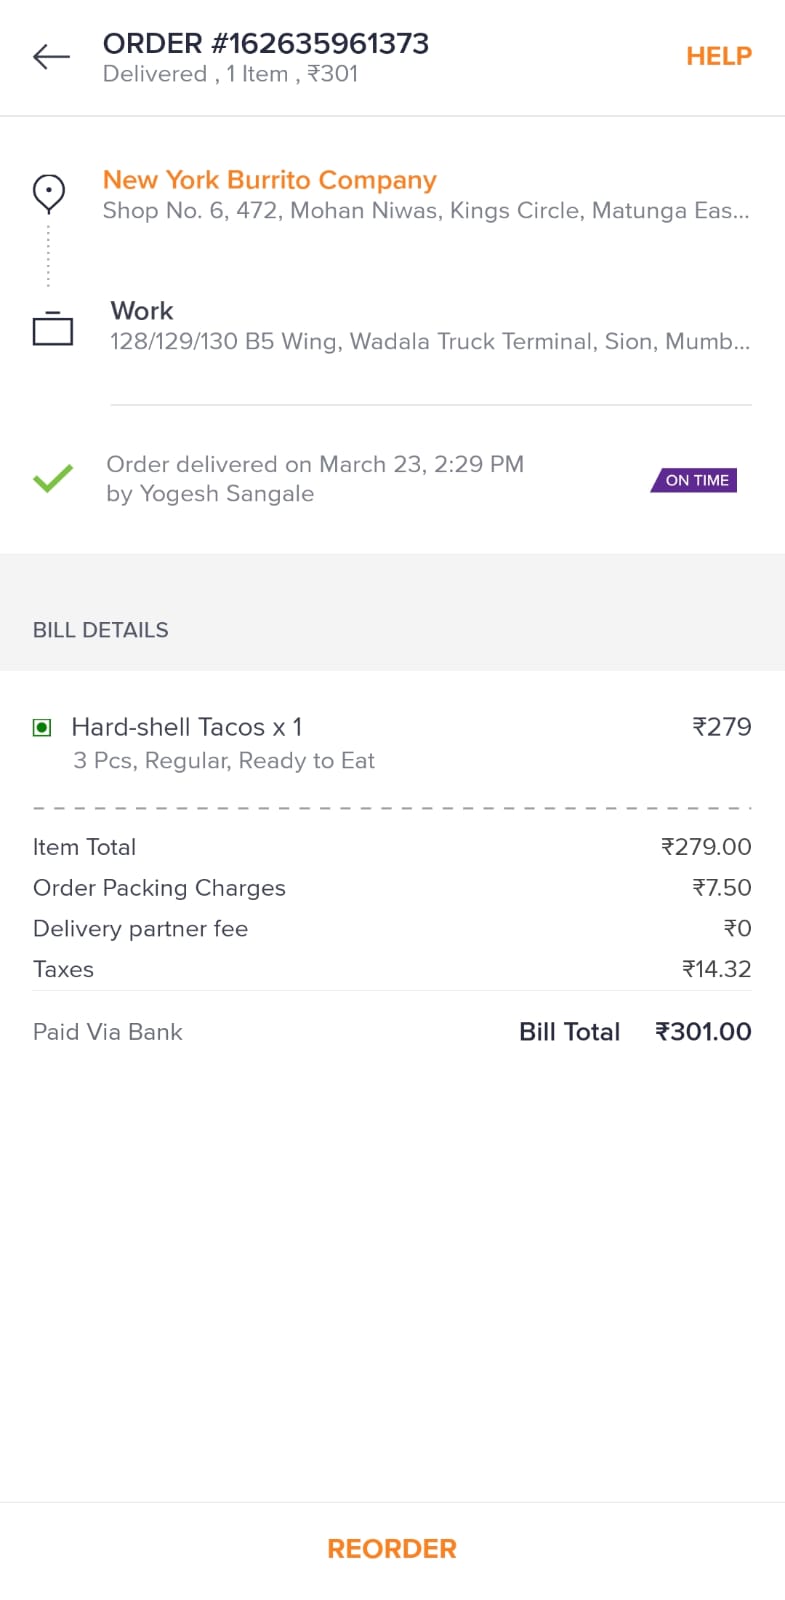 ORDER #162635961373
Delivered , 1 Item , ₹301
HELP
New York Burrito Company
Shop No. 6, 472, Mohan Niwas, Kings Circle, Matunga Eas...
Work
128/129/130 B5 Wing, Wadala Truck Terminal, Sion, Mumb...
Order delivered on March 23, 2:29 PM
by Yogesh Sangale
ON TIME
BILL DETAILS
Hard-shell Tacos x 1 ₹279
3 Pcs, Regular, Ready to Eat
Item Total ₹279.00
Order Packing Charges ₹7.50
Delivery partner fee ₹0
Taxes ₹14.32
Paid Via Bank Bill Total ₹301.00
REORDER